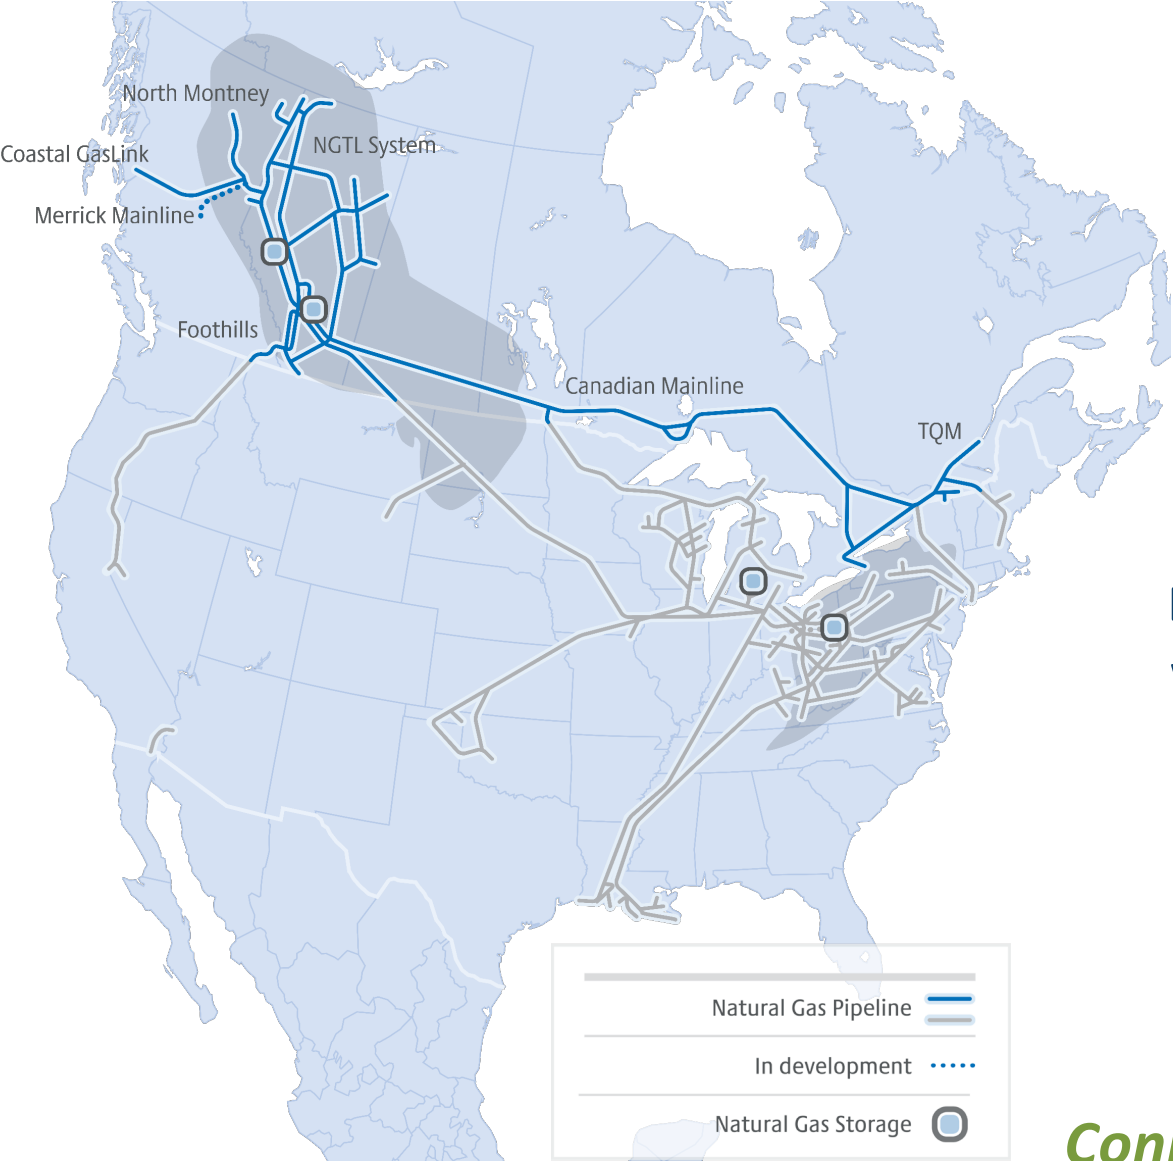 North Montney
NGTL System
Coastal GasLink
Merrick Mainline
Foothills
Canadian Mainline
TQM
Natural Gas Pipeline
In development
Natural Gas Storage